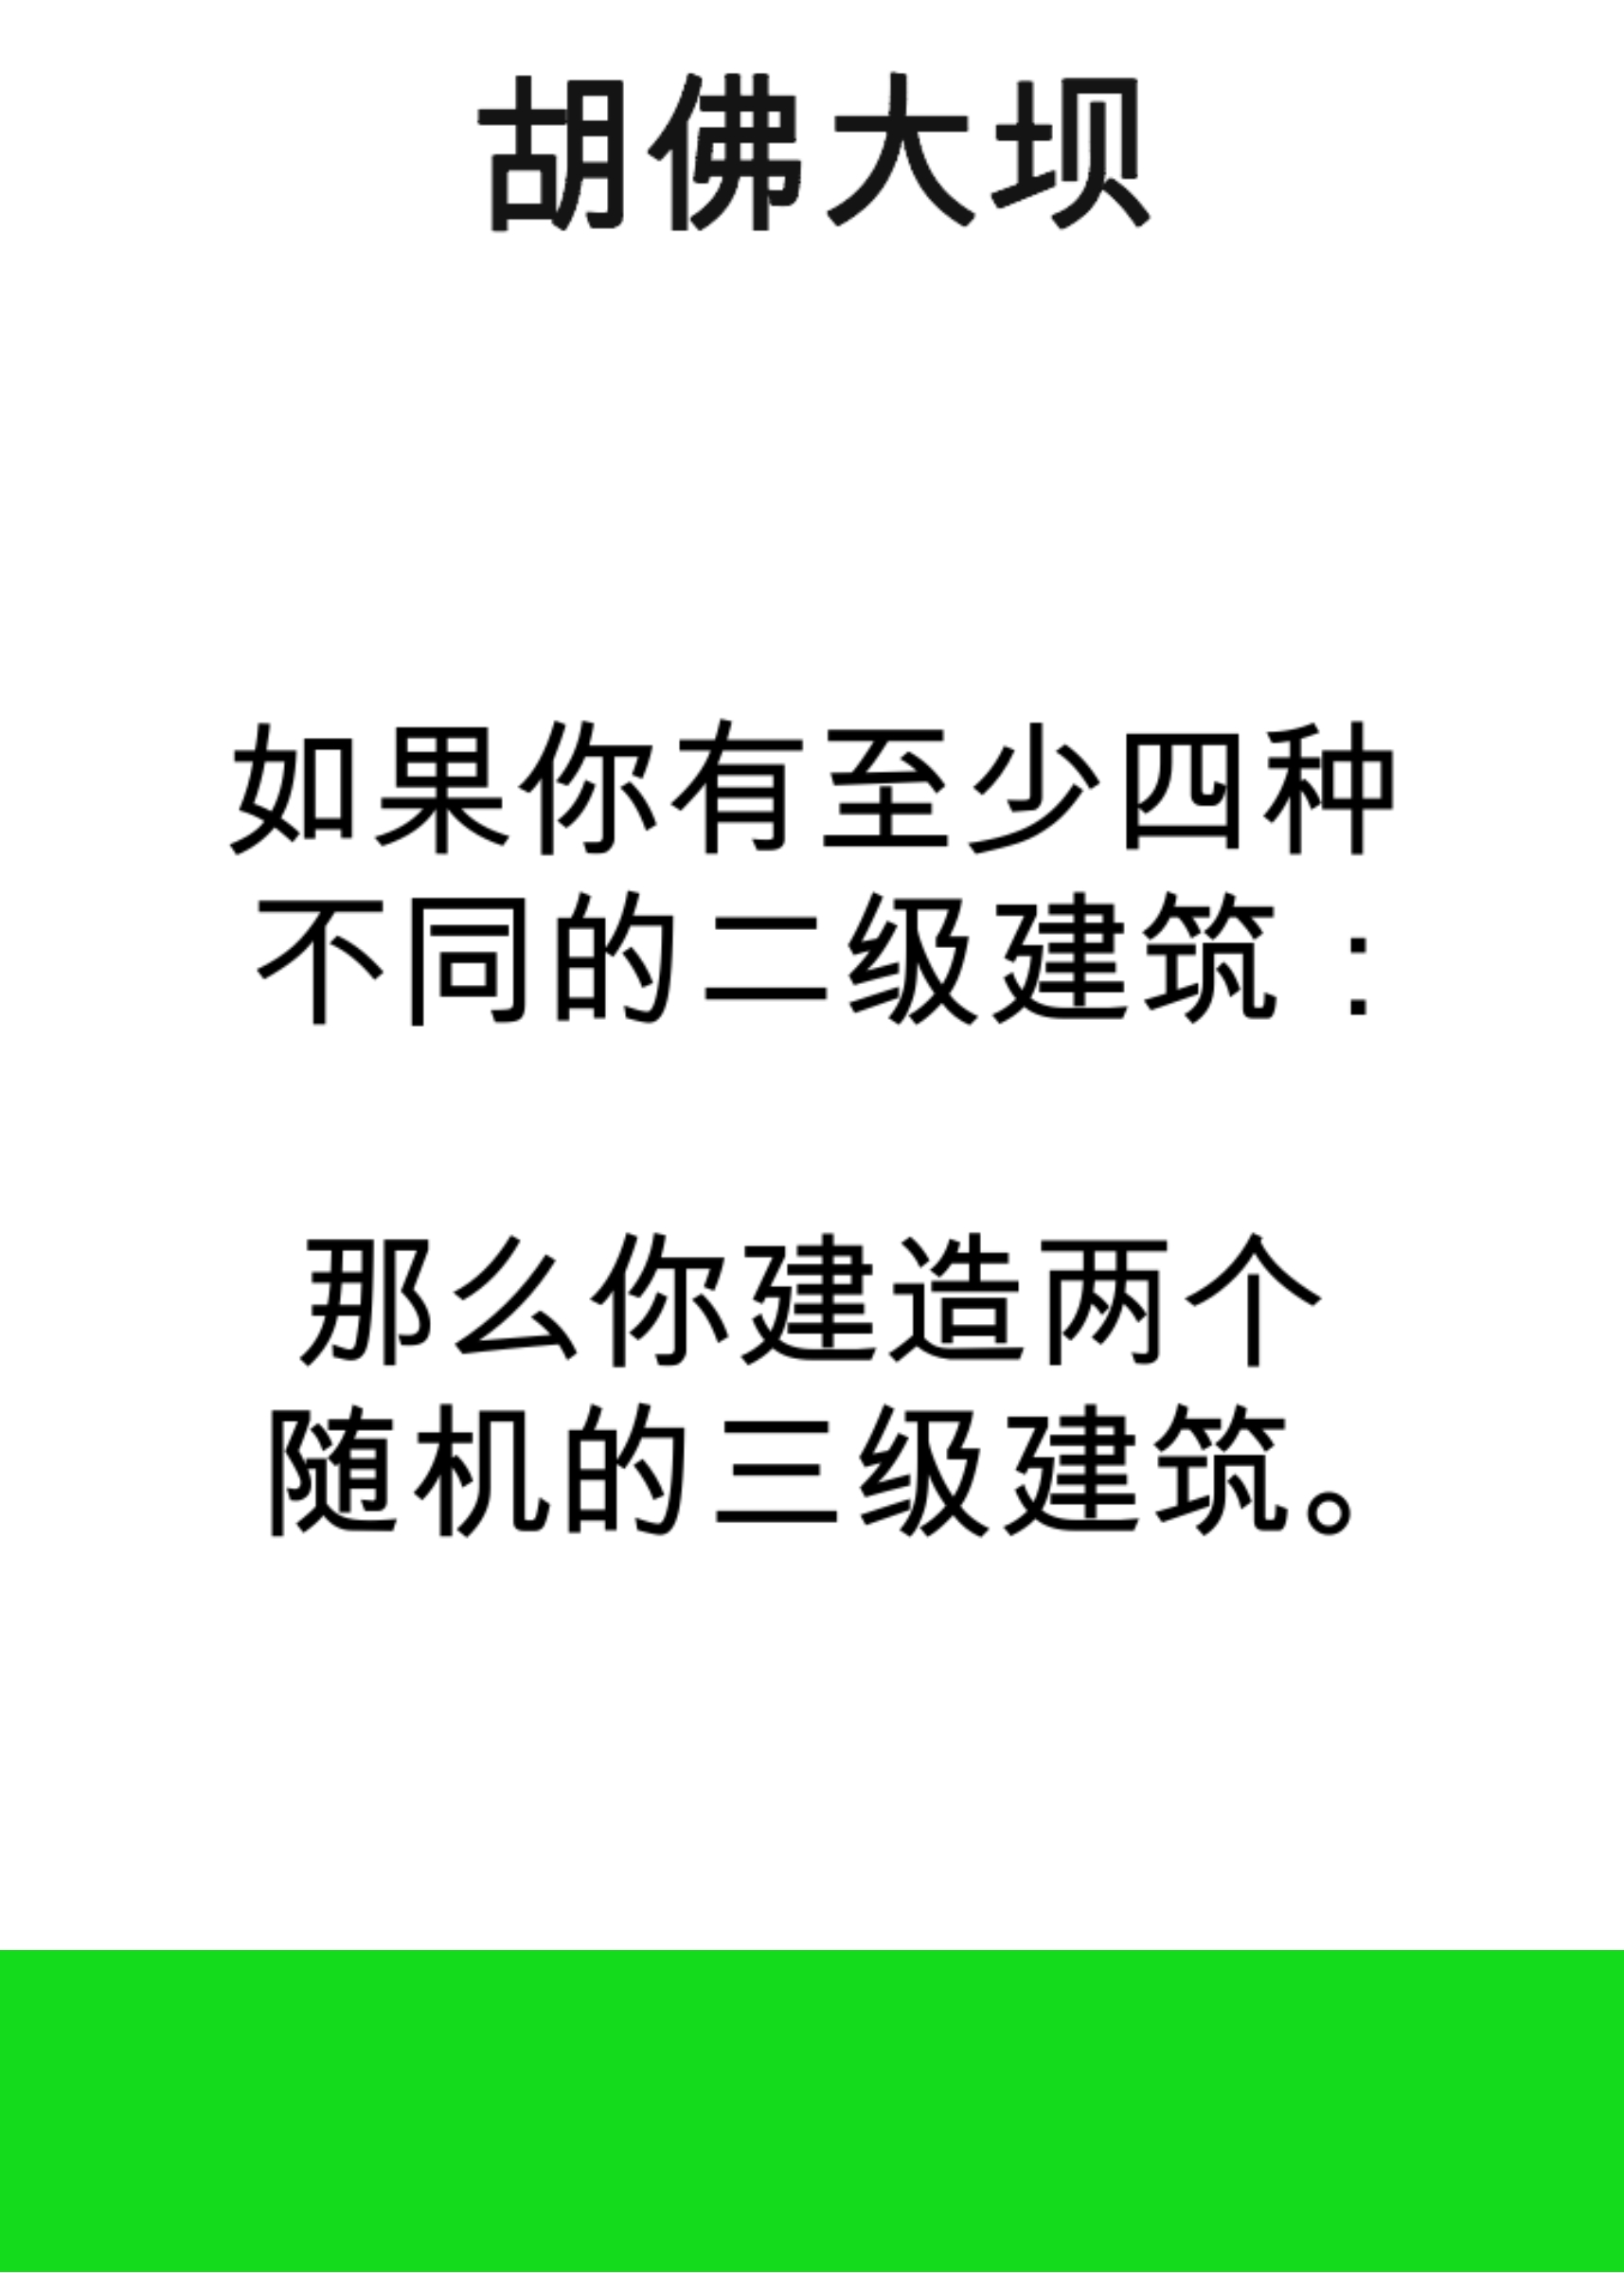 胡佛大坝
如果你有至少四种
不同的二级建筑：
那么你建造两个
随机的三级建筑。